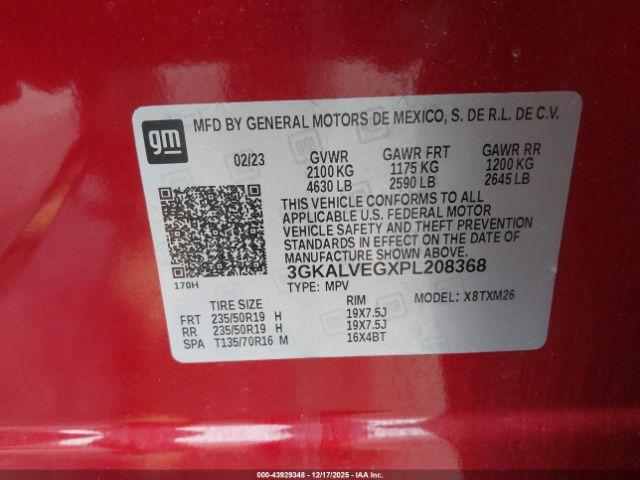 gm
MFD BY GENERAL MOTORS DE MEXICO, S. DE R.L. DE C.V.
02/23 GVWR GAWR FRT GAWR RR
2100 KG 1175 KG 1200 KG
4630 LB 2590 LB 2645 LB
THIS VEHICLE CONFORMS TO ALL
APPLICABLE U.S. FEDERAL MOTOR
VEHICLE SAFETY AND THEFT PREVENTION
STANDARDS IN EFFECT ON THE DATE OF
MANUFACTURE SHOWN ABOVE.
3GKALVEGXPL208368
170H
TYPE: MPV MODEL: X8TXM26
TIRE SIZE RIM
FRT 235/50R19 H 19X7.5J
RR 235/50R19 H 19X7.5J
SPA T135/70R16 M 16X4BT
000-43929348 - 12/17/2025 - IAA Inc.